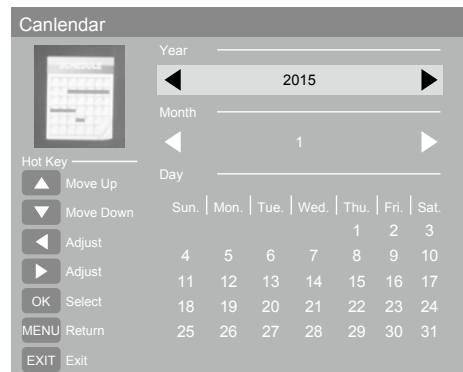 Canlendar
SCHEDULE
Year
2015
Month
1
Day
Sun. Mon. Tue. Wed. Thu. Fri. Sat.
1 2 3
4 5 6 7 8 9 10
11 12 13 14 15 16 17
18 19 20 21 22 23 24
25 26 27 28 29 30 31
Hot Key
Move Up
Move Down
Adjust
Adjust
OK Select
MENU Return
EXIT Exit